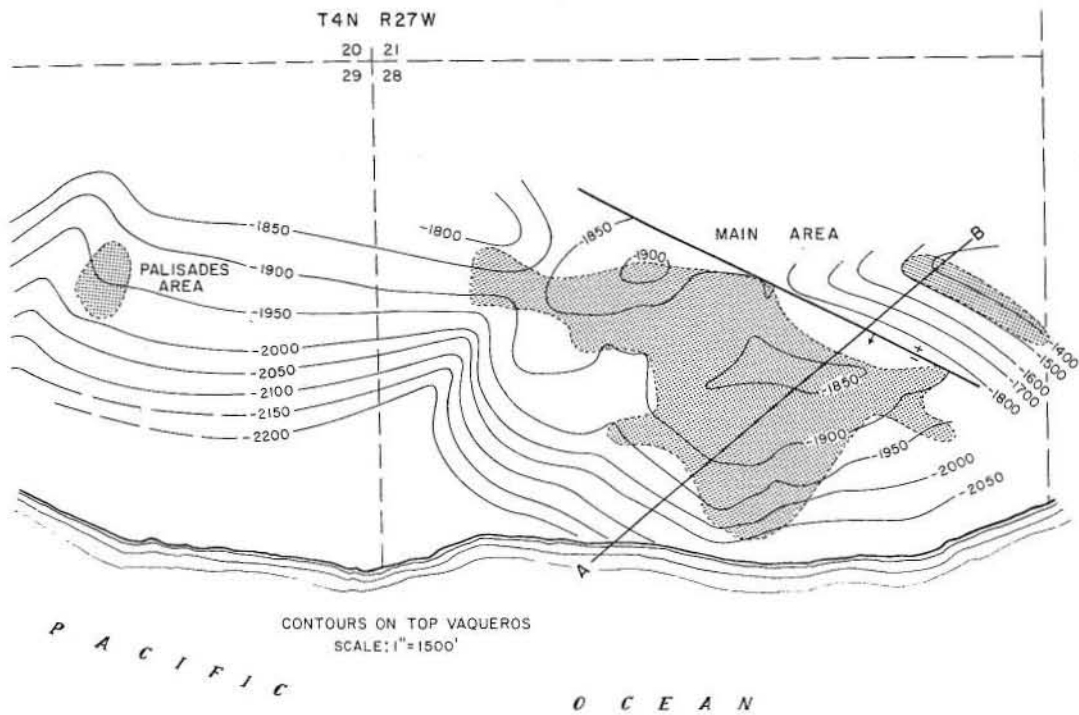 T4N R27W
20 21
29 28
-1800
-1850
-1850
-1900
MAIN AREA
B
PALISADES
AREA
-1900
-1950
-2000
-2050
-2100
-2150
-2200
+
-
-1400
-1500
-1600
-1700
-1800
-1850
-1900
-1950
-2000
-2050
A
CONTOURS ON TOP VAQUEROS
SCALE: 1"=1500'
PACIFIC
OCEAN